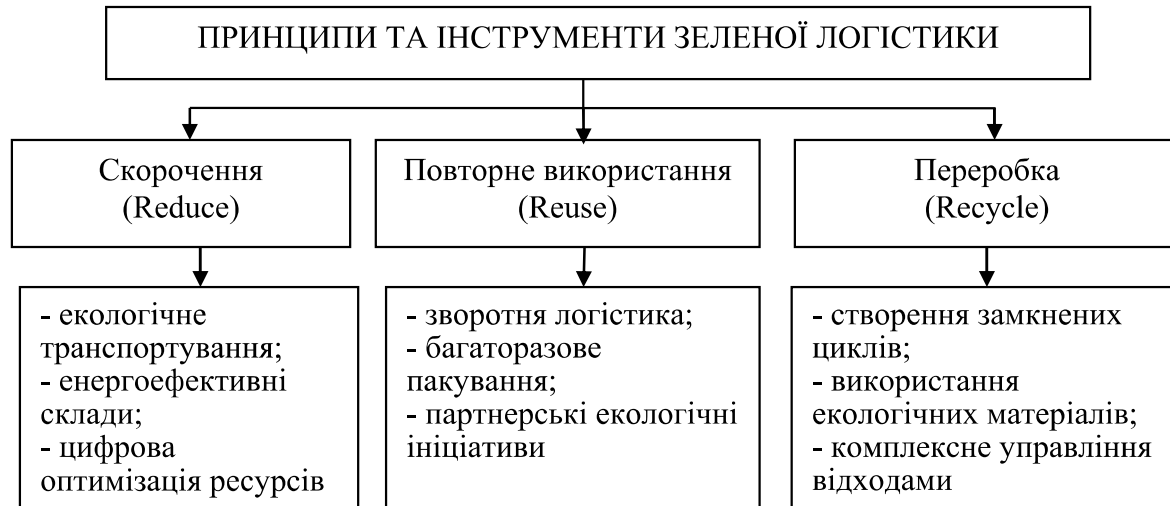 ПРИНЦИПИ ТА ІНСТРУМЕНТИ ЗЕЛЕНОЇ ЛОГІСТИКИ
Скорочення
(Reduce)
Повторне використання
(Reuse)
Переробка
(Recycle)
- екологічне
транспортування;
- енергоефективні
склади;
- цифрова
оптимізація ресурсів
- зворотня логістика;
- багаторазове
пакування;
- партнерські екологічні
ініціативи
- створення замкнених
циклів;
- використання
екологічних матеріалів;
- комплексне управління
відходами